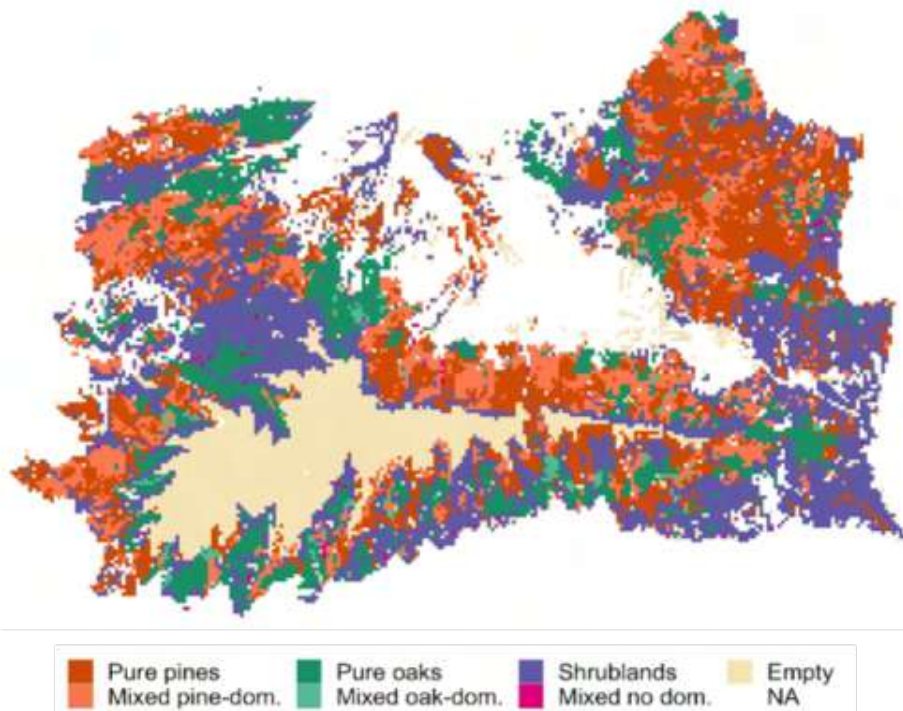 Pure pines Pure oaks Shrublands Empty
Mixed pine-dom. Mixed oak-dom. Mixed no dom. NA